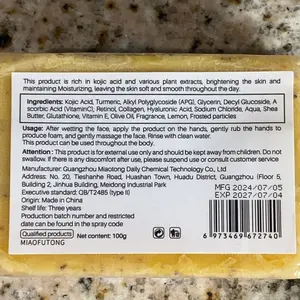 This product is rich in kojic acid and various plant extracts, brightening the skin and
maintaining Moisturizing, leaving the skin soft and smooth throughout the day.
Ingredients: Kojic Acid, Turmeric, Alkyl Polyglycoside (APG), Glycerin, Decyl Glucoside, A
scorbic Acid (VitaminC), Retinol, Collagen, Hyaluronic Acid, Sodium Chloride, Aqua, Shea
Butter, Glutathione, Vitamin E, Olive Oil, Fragrance, Lemon, Frosted particles
Usage: After wetting the face, apply the product on the hands, gently rub the hands to
produce foam, and gently massage the face. Rinse with clean water.
This product can be used throughout the body.
Attention: This product is for external use only and should be kept away from children. Do
not swallow. If there is any discomfort after use, please suspend use or consult customer service
Manufacturer: Guangzhou Miaotong Daily Chemical Technology Co., Ltd
Address: No. 20, Tieshanhe Road, Huashan Town, Huadu District, Guangzhou (Floor 5,
Building 2, Jinhua Building, Meidong Industrial Park
Executive standard: QB/T2485 (type II)
Origin: Made in China
Shelf life: Three years
Production batch number and restricted
date can be found in the spray code
Qualified products
Net content: 100g
MIAOFUTONG
MFG 2024/07/05
EXP 2027/07/04
6 973469 672740